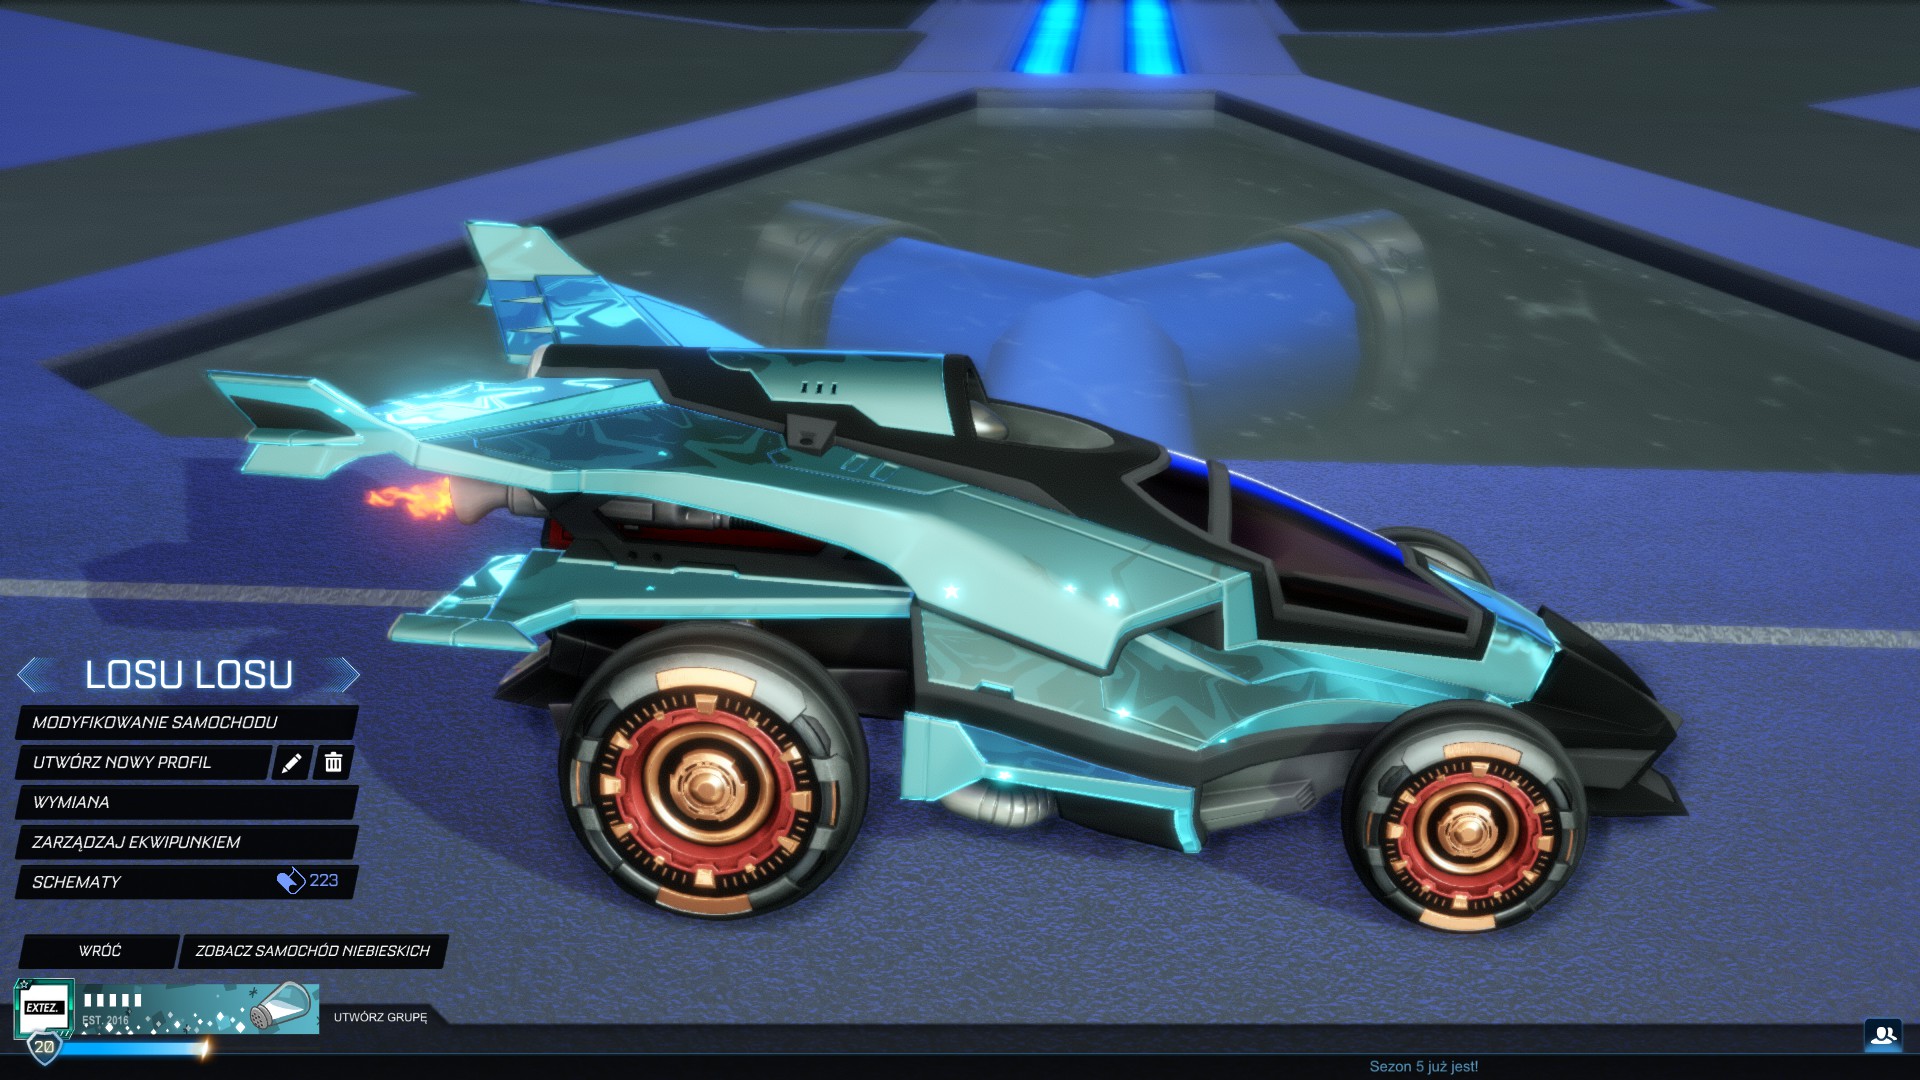 LOSU LOSU
MODYFIKOWANIE SAMOCHODU
UTWÓRZ NOWY PROFIL
WYMIANA
ZARZĄDZAJ EKWIPUNKIEM
SCHEMATY 223
WRÓĆ ZOBACZ SAMOCHÓD NIEBIESKICH
EXTEZ.
EST. 2016
UTWÓRZ GRUPĘ
20
Sezon 5 już jest!